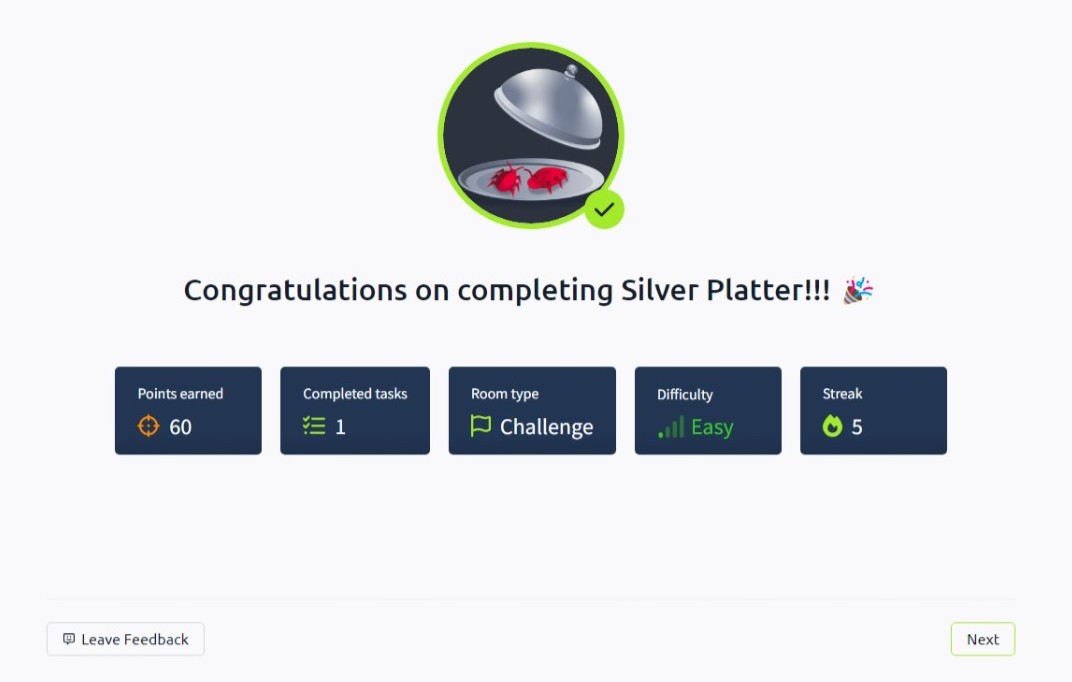 Congratulations on completing Silver Platter!!! 🎉
Points earned
60
Completed tasks
1
Room type
Challenge
Difficulty
Easy
Streak
5
Leave Feedback
Next